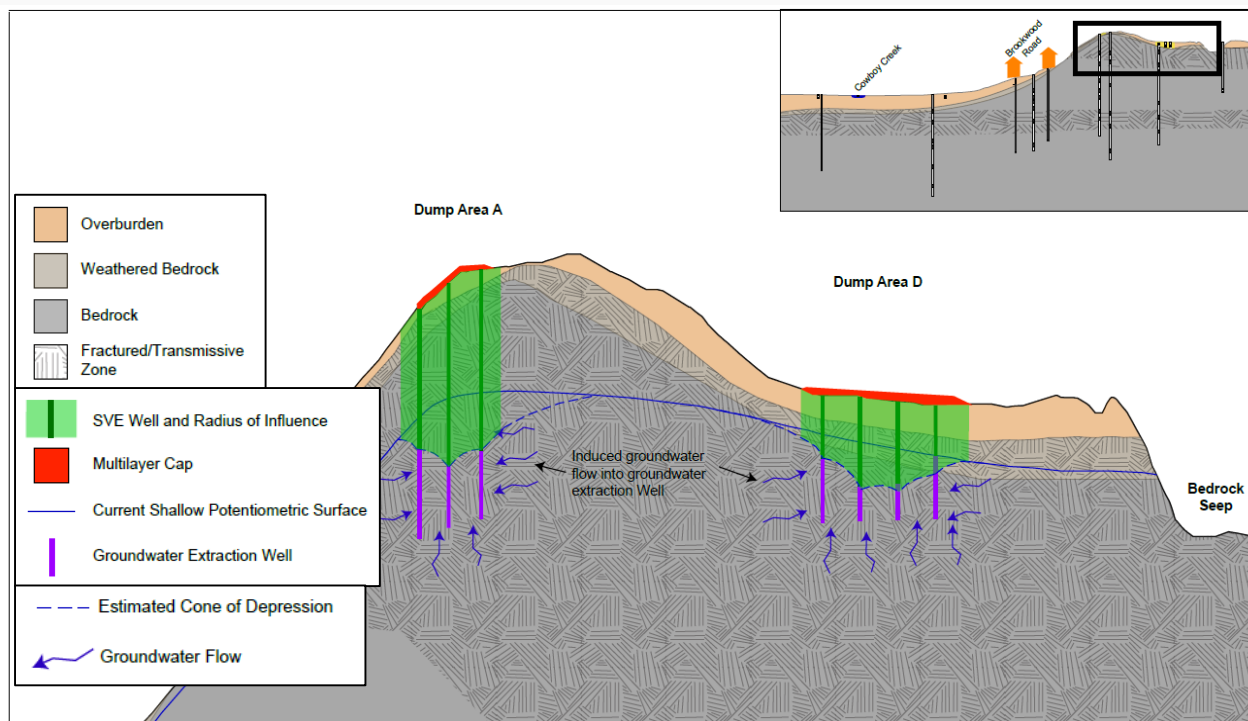 Cowboy Creek
Brookwood
Road
Dump Area A
Dump Area D
Overburden
Weathered Bedrock
Bedrock
Fractured/Transmissive
Zone
SVE Well and Radius of Influence
Multilayer Cap
Current Shallow Potentiometric Surface
Groundwater Extraction Well
Estimated Cone of Depression
Groundwater Flow
Induced groundwater
flow into groundwater
extraction Well
Bedrock
Seep